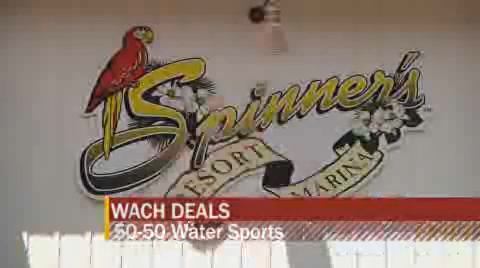 Spinner's
RESORT
MARINA
WACH DEALS
50-50 Water Sports